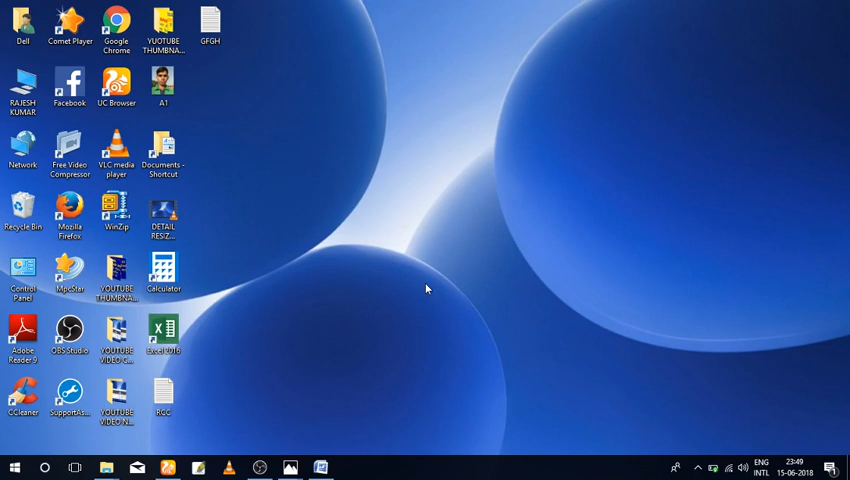 Dell
Comet Player
Google
Chrome
YUOTUBE
THUMBNA...
GFGH
RAJESH
KUMAR
Facebook
UC Browser
A1
Network
Free Video
Compressor
VLC media
player
Documents -
Shortcut
Recycle Bin
Mozilla
Firefox
WinZip
DETAIL
RESIZ...
Control
Panel
MpcStar
YOUTUBE
THUMBNA...
Calculator
Adobe
Reader 9
OBS Studio
YOUTUBE
VIDEO C...
Excel 2016
CCleaner
SupportAs...
YOUTUBE
VIDEO N...
RCC
ENG
INTL
23:49
15-06-2018
1